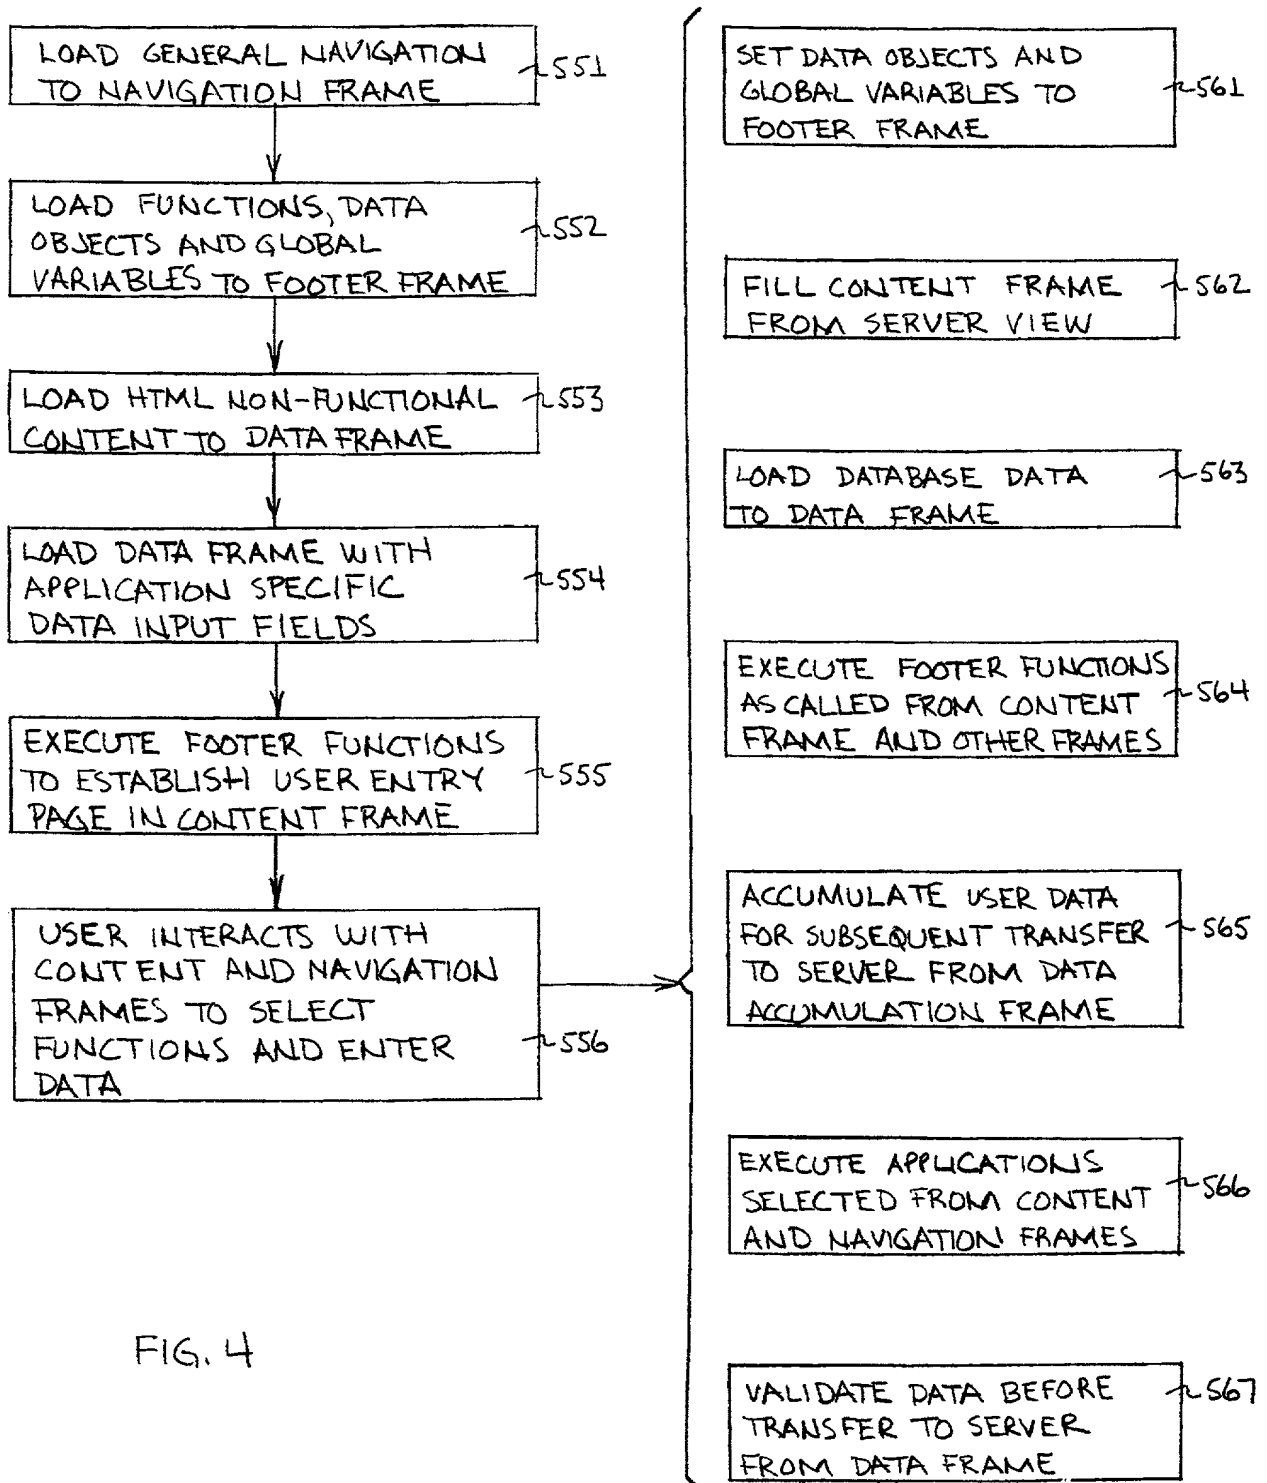 LOAD GENERAL NAVIGATION
TO NAVIGATION FRAME
551
LOAD FUNCTIONS, DATA
OBJECTS AND GLOBAL
VARIABLES TO FOOTER FRAME
552
LOAD HTML NON-FUNCTIONAL
CONTENT TO DATA FRAME
553
LOAD DATA FRAME WITH
APPLICATION SPECIFIC
DATA INPUT FIELDS
554
EXECUTE FOOTER FUNCTIONS
TO ESTABLISH USER ENTRY
PAGE IN CONTENT FRAME
555
USER INTERACTS WITH
CONTENT AND NAVIGATION
FRAMES TO SELECT
FUNCTIONS AND ENTER
DATA
556
SET DATA OBJECTS AND
GLOBAL VARIABLES TO
FOOTER FRAME
561
FILL CONTENT FRAME
FROM SERVER VIEW
562
LOAD DATABASE DATA
TO DATA FRAME
563
EXECUTE FOOTER FUNCTIONS
AS CALLED FROM CONTENT
FRAME AND OTHER FRAMES
564
ACCUMULATE USER DATA
FOR SUBSEQUENT TRANSFER
TO SERVER FROM DATA
ACCUMULATION FRAME
565
EXECUTE APPLICATIONS
SELECTED FROM CONTENT
AND NAVIGATION FRAMES
566
VALIDATE DATA BEFORE
TRANSFER TO SERVER
FROM DATA FRAME
567
FIG. 4